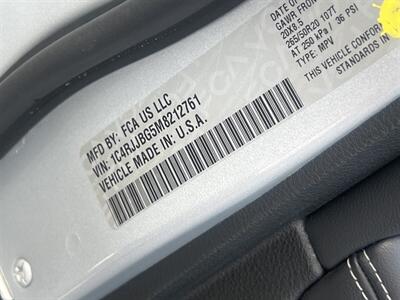 MFD BY: FCA US LLC
VIN: 1C4RJJBG5M8212761
VEHICLE MADE IN: U.S.A.
DATE OF
GAWR FRON
20X8.5
265/50R20 107T
AT 250 kPa / 36 PSI
TYPE: MPV
THIS VEHICLE CONFOR
STANDARDS